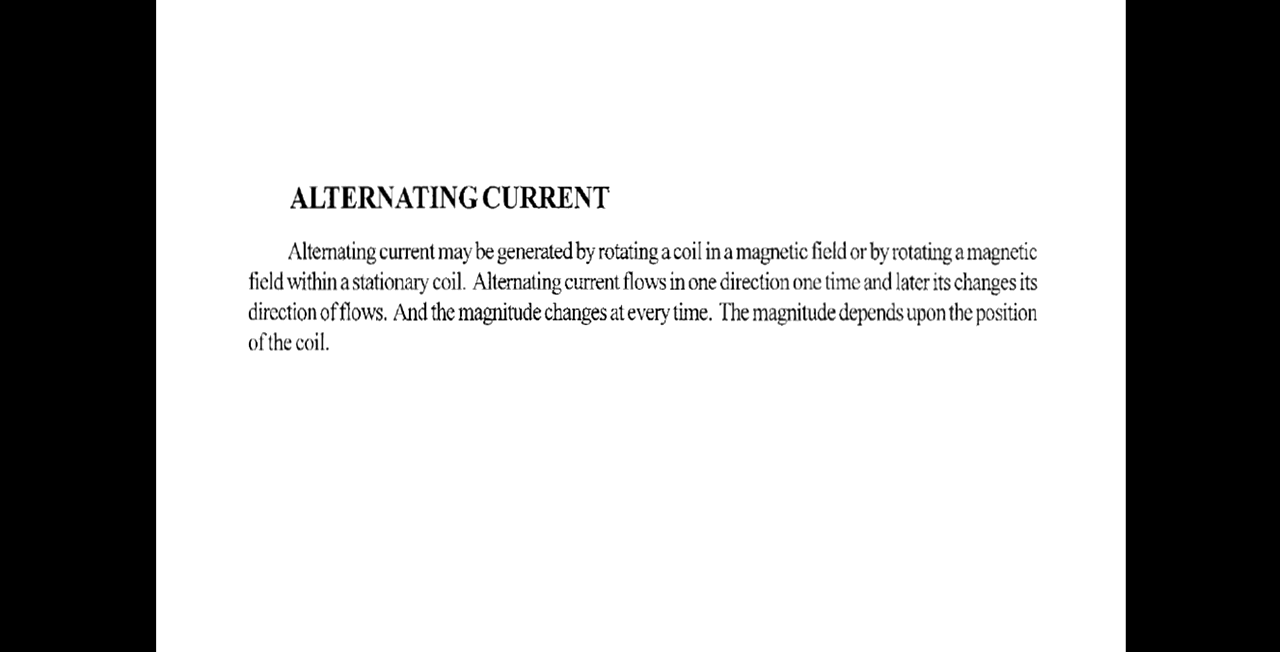 ALTERNATING CURRENT
Alternating current may be generated by rotating a coil in a magnetic field or by rotating a magnetic
field within a stationary coil. Alternating current flows in one direction one time and later its changes its
direction of flows. And the magnitude changes at every time. The magnitude depends upon the position
of the coil.